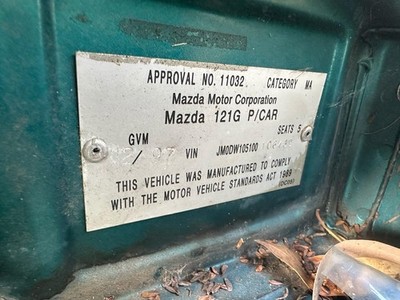 APPROVAL NO. 11032 CATEGORY MA
Mazda Motor Corporation
Mazda 121G P/CAR
SEATS 5
GVM
/97 VIN JM0DW105100
THIS VEHICLE WAS MANUFACTURED TO COMPLY
WITH THE MOTOR VEHICLE STANDARDS ACT 1989